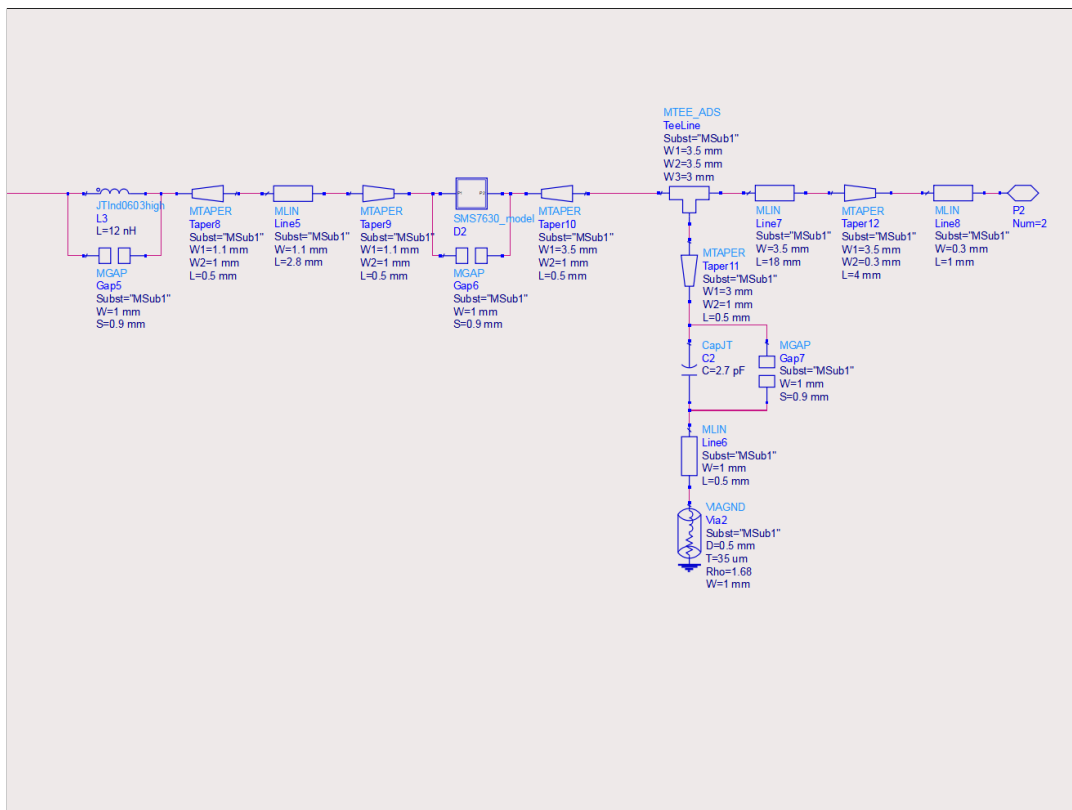 JTInd0603high
L3
L=12 nH
MGAP
Gap5
Subst="MSub1"
W=1 mm
S=0.9 mm
MTAPER
Taper8
Subst="MSub1"
W1=1.1 mm
W2=1 mm
L=0.5 mm
MLIN
Line5
Subst="MSub1"
W=1.1 mm
L=2.8 mm
MTAPER
Taper9
Subst="MSub1"
W1=1.1 mm
W2=1 mm
L=0.5 mm
SMS7630_model
D2
MGAP
Gap6
Subst="MSub1"
W=1 mm
S=0.9 mm
MTAPER
Taper10
Subst="MSub1"
W1=3.5 mm
W2=1 mm
L=0.5 mm
MTEE_ADS
TeeLine
Subst="MSub1"
W1=3.5 mm
W2=3.5 mm
W3=3 mm
MLIN
Line7
Subst="MSub1"
W=3.5 mm
L=18 mm
MTAPER
Taper12
Subst="MSub1"
W1=3.5 mm
W2=0.3 mm
L=4 mm
MLIN
Line8
Subst="MSub1"
W=0.3 mm
L=1 mm
P2
Num=2
MTAPER
Taper11
Subst="MSub1"
W1=3 mm
W2=1 mm
L=0.5 mm
CapJT
C2
C=2.7 pF
MGAP
Gap7
Subst="MSub1"
W=1 mm
S=0.9 mm
MLIN
Line6
Subst="MSub1"
W=1 mm
L=0.5 mm
VIAGND
Via2
Subst="MSub1"
D=0.5 mm
T=35 um
Rho=1.68
W=1 mm